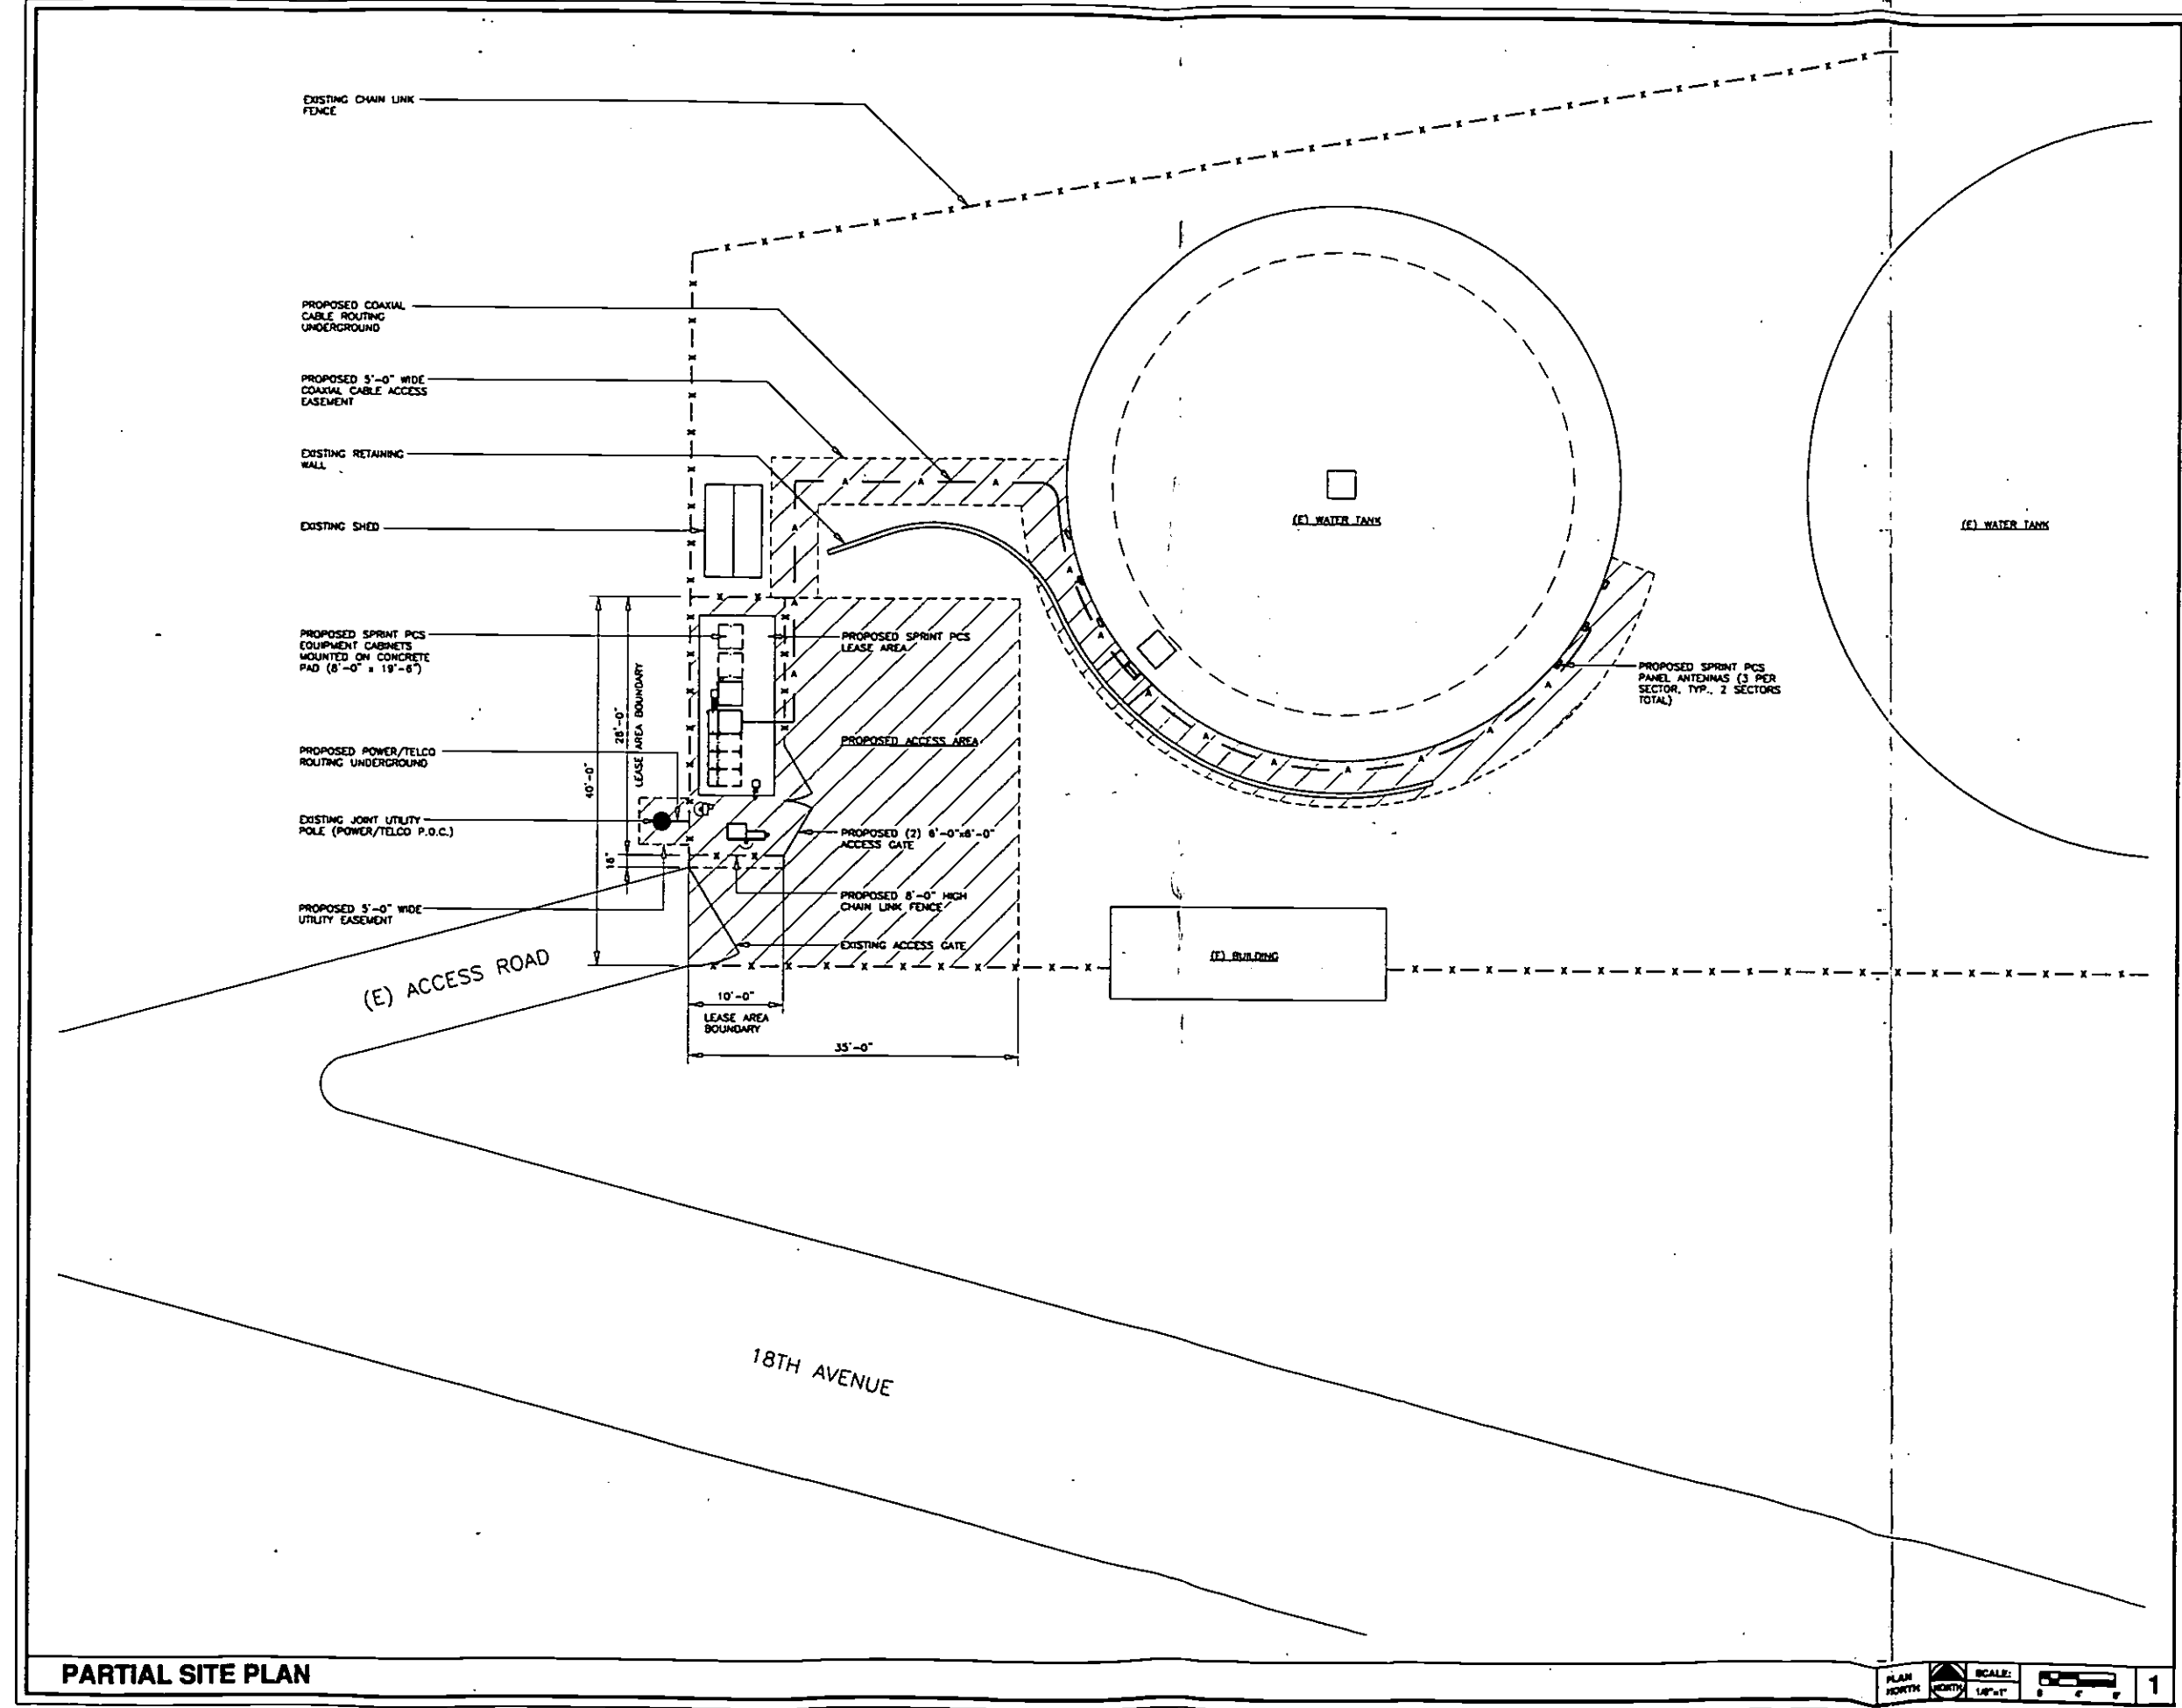 EXISTING CHAIN LINK
FENCE
PROPOSED COAXIAL
CABLE ROUTING
UNDERGROUND
PROPOSED 5'-0" WIDE
COAXIAL CABLE ACCESS
EASEMENT
EXISTING RETAINING
WALL
EXISTING SHED
(E) WATER TANK
(E) WATER TANK
PROPOSED SPRINT PCS
EQUIPMENT CABINETS
MOUNTED ON CONCRETE
PROPOSED SPRINT PCS
LEASE AREA
PROPOSED SPRINT PCS
PANEL ANTENNAS (3 PER
SECTOR, TYP., 2 SECTORS
TOTAL)
40'-0"
28'-0"
LEASE AREA BOUNDARY
PROPOSED ACCESS AREA
PROPOSED POWER/TELCO
ROUTING UNDERGROUND
EXISTING JOINT UTILITY
POLE (POWER/TELCO P.O.C.)
PROPOSED (2) 6'-0"x6'-0"
ACCESS GATE
PROPOSED 5'-0" WIDE
UTILITY EASEMENT
PROPOSED 8'-0" HIGH
CHAIN LINK FENCE
EXISTING ACCESS GATE
(E) BUILDING
(E) ACCESS ROAD
10'-0"
LEASE AREA
BOUNDARY
35'-0"
18TH AVENUE
PARTIAL SITE PLAN
PLAN
NORTH
NORTH
SCALE:
1